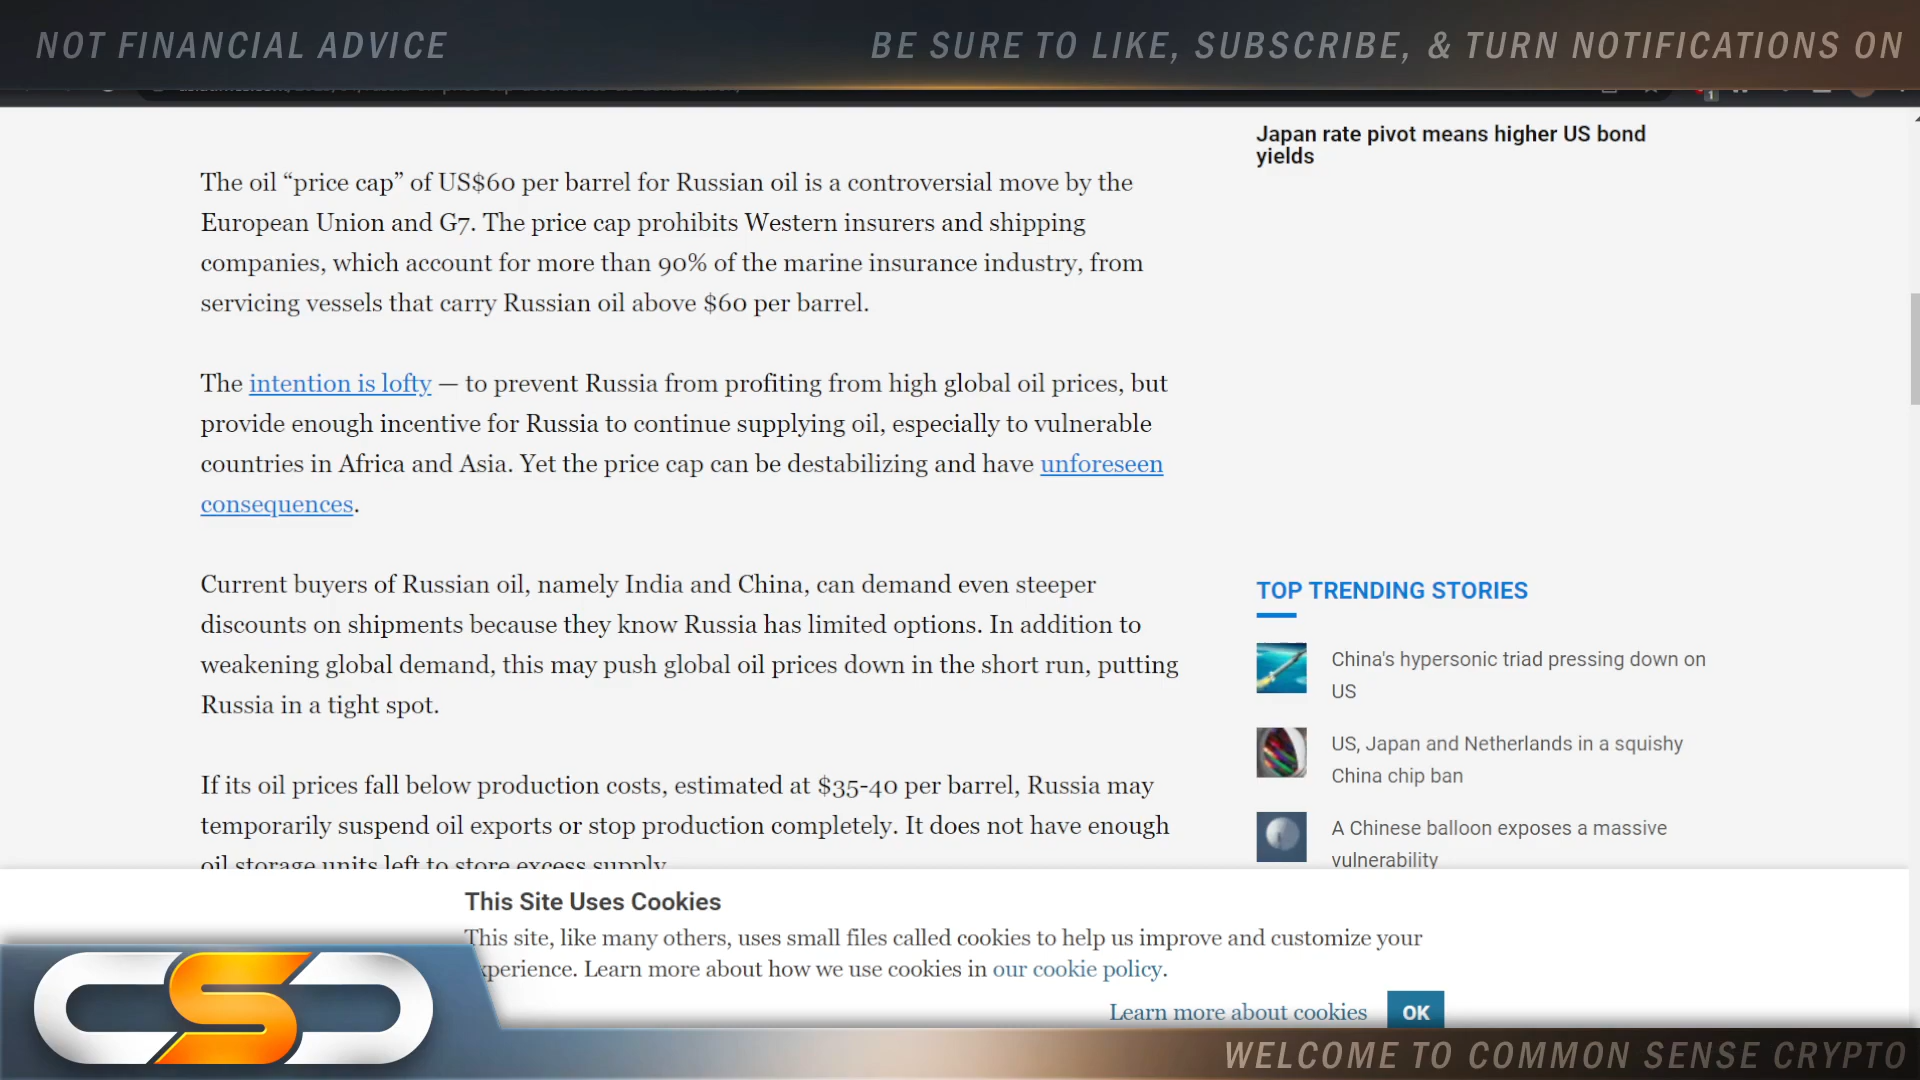 NOT FINANCIAL ADVICE
BE SURE TO LIKE, SUBSCRIBE, & TURN NOTIFICATIONS ON
1
Japan rate pivot means higher US bond
yields
The oil “price cap” of US$60 per barrel for Russian oil is a controversial move by the
European Union and G7. The price cap prohibits Western insurers and shipping
companies, which account for more than 90% of the marine insurance industry, from
servicing vessels that carry Russian oil above $60 per barrel.
The intention is lofty — to prevent Russia from profiting from high global oil prices, but
provide enough incentive for Russia to continue supplying oil, especially to vulnerable
countries in Africa and Asia. Yet the price cap can be destabilizing and have unforeseen
consequences.
Current buyers of Russian oil, namely India and China, can demand even steeper
discounts on shipments because they know Russia has limited options. In addition to
weakening global demand, this may push global oil prices down in the short run, putting
Russia in a tight spot.
If its oil prices fall below production costs, estimated at $35-40 per barrel, Russia may
temporarily suspend oil exports or stop production completely. It does not have enough
oil storage units left to store excess supply.
TOP TRENDING STORIES
China's hypersonic triad pressing down on
US
US, Japan and Netherlands in a squishy
China chip ban
A Chinese balloon exposes a massive
vulnerability
This Site Uses Cookies
This site, like many others, uses small files called cookies to help us improve and customize your
xperience. Learn more about how we use cookies in our cookie policy.
Learn more about cookies
OK
CSC
WELCOME TO COMMON SENSE CRYPTO